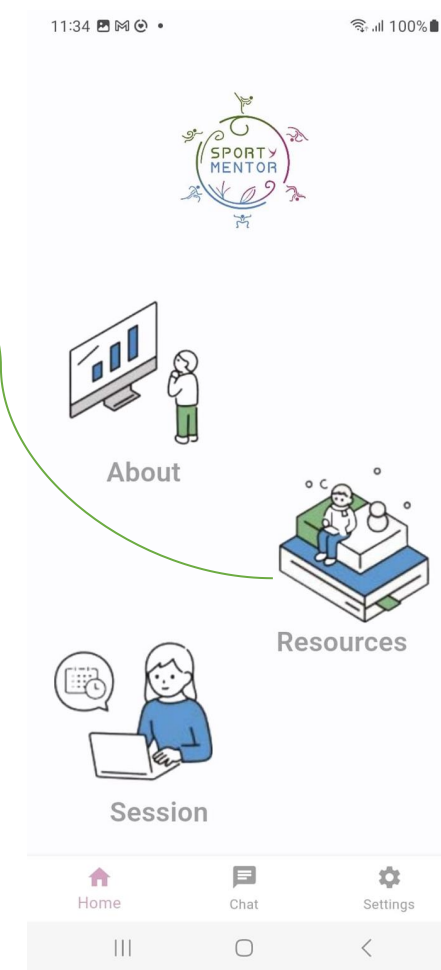 11:34
100%
SPORTY
MENTOR
About
Resources
Session
Home
Chat
Settings